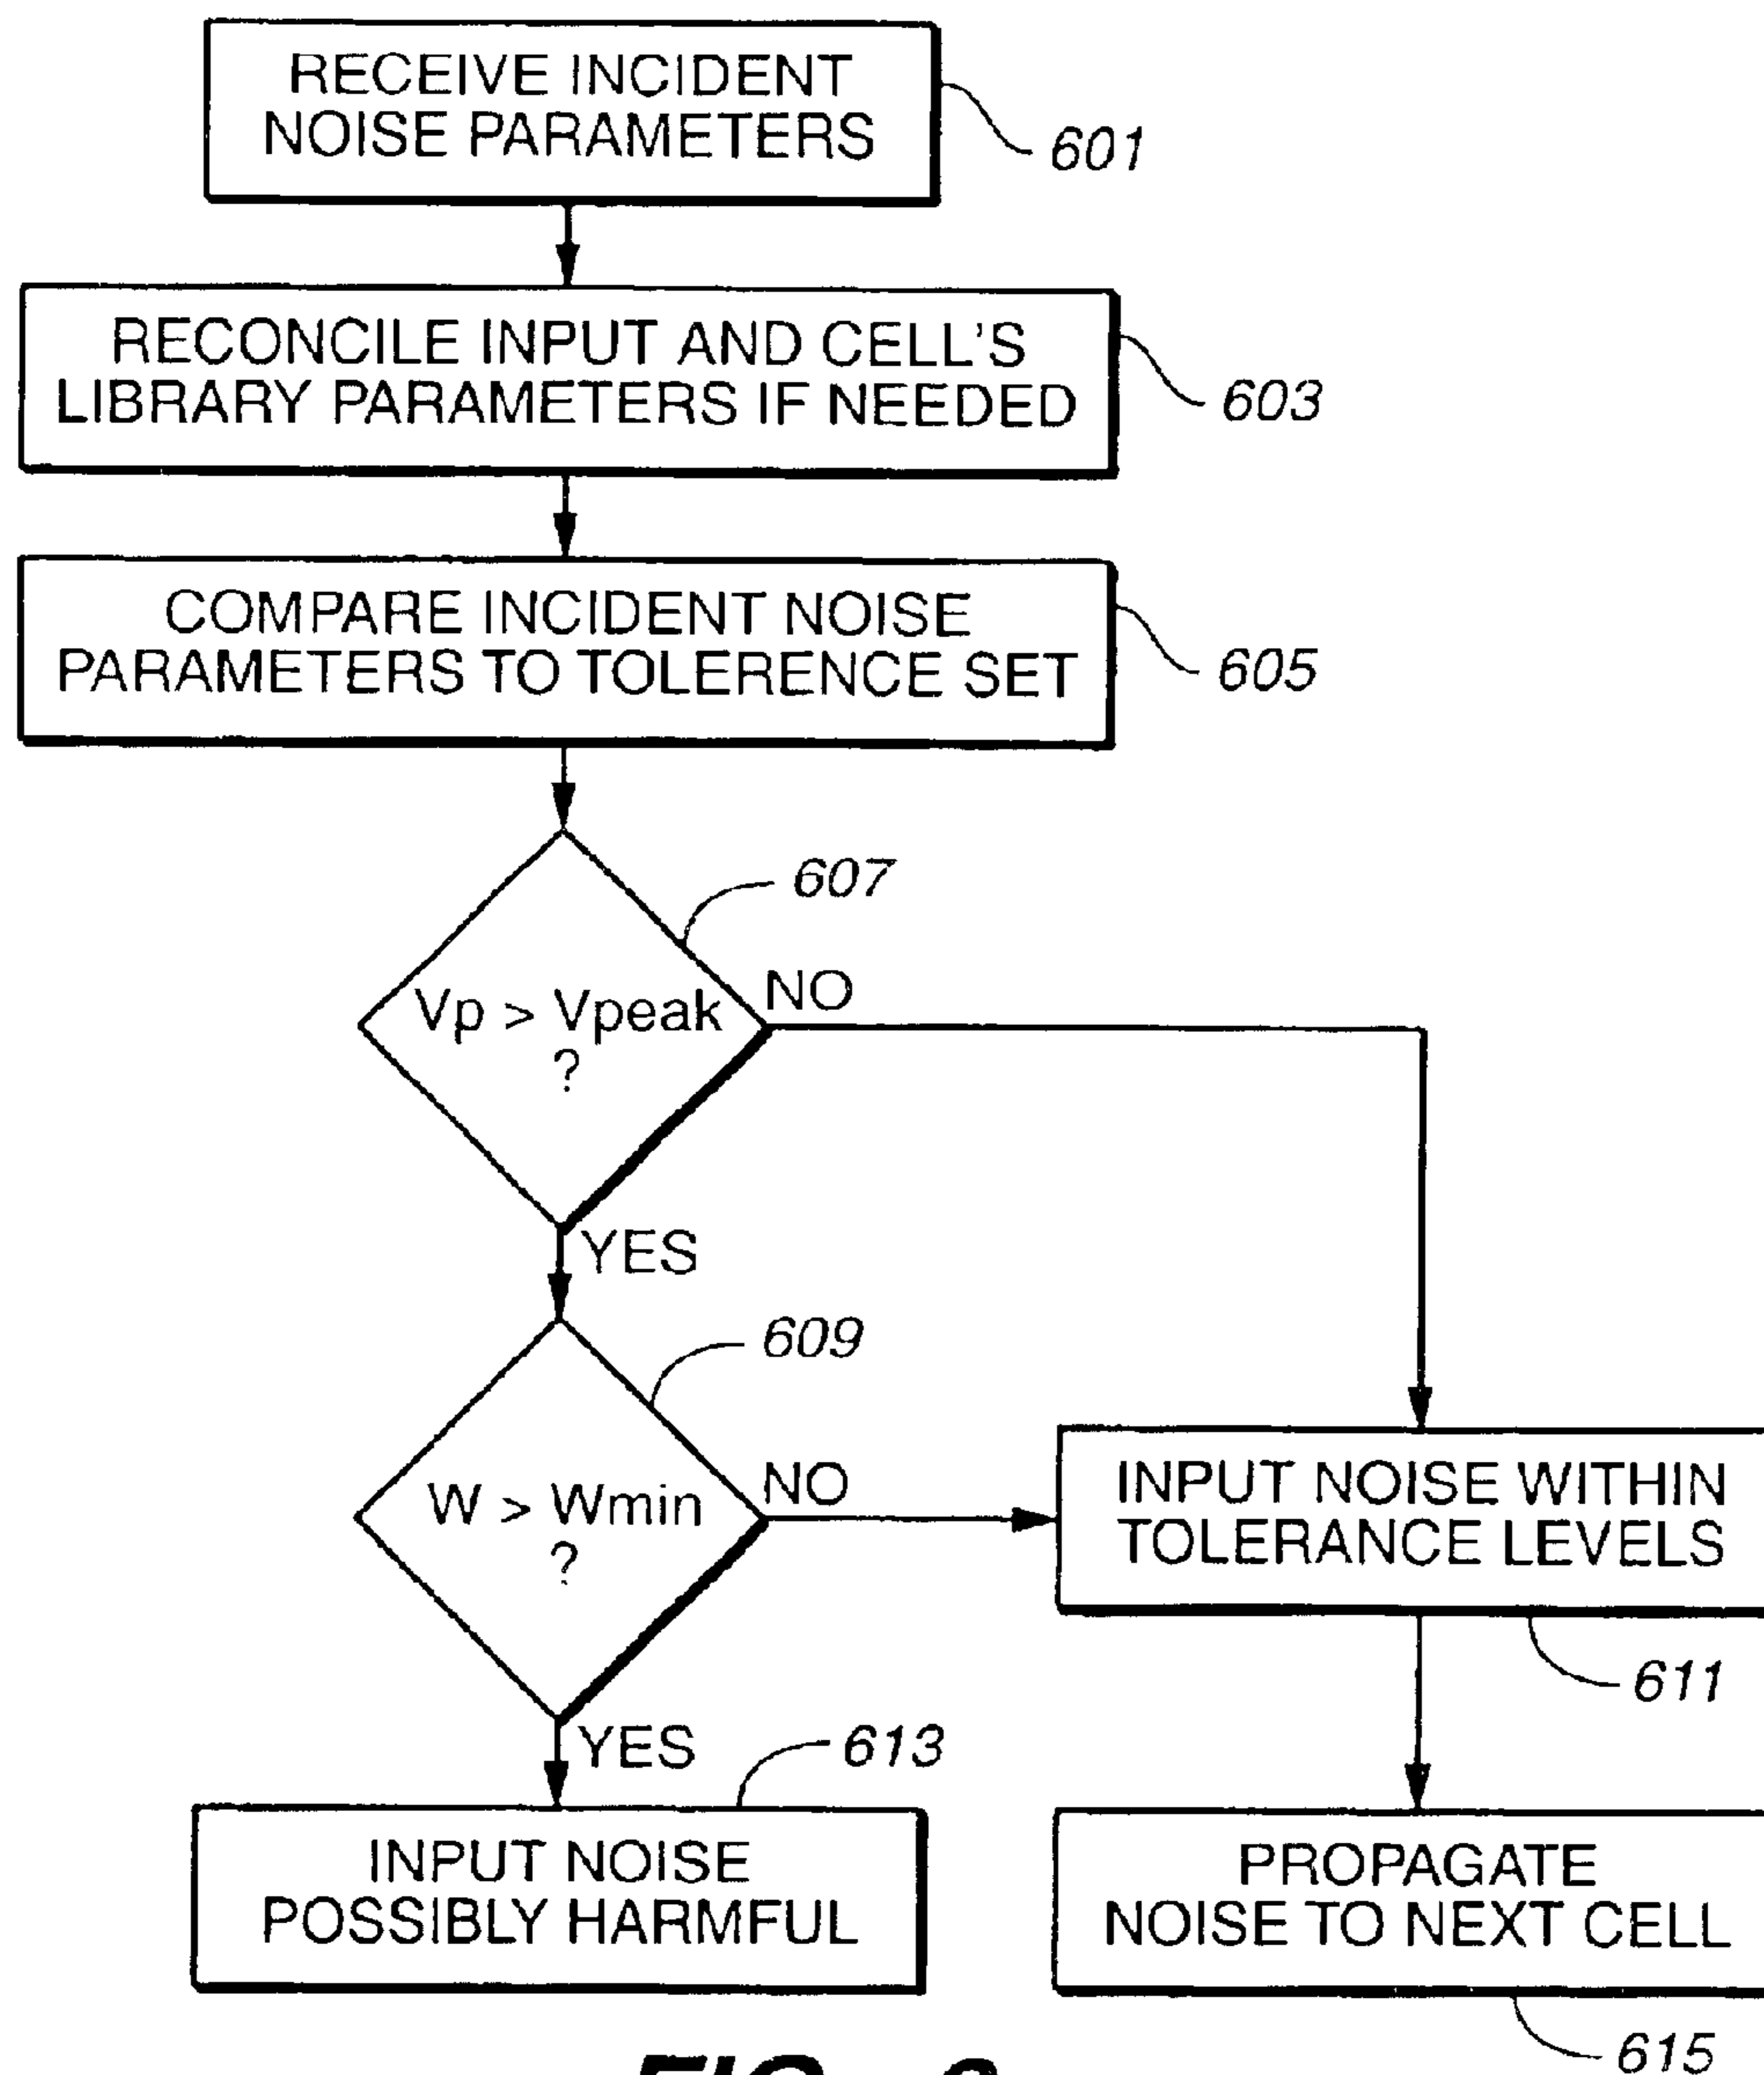 RECEIVE INCIDENT
NOISE PARAMETERS
601
RECONCILE INPUT AND CELL'S
LIBRARY PARAMETERS IF NEEDED
603
COMPARE INCIDENT NOISE
PARAMETERS TO TOLERENCE SET
605
607
Vp > Vpeak
?
NO
YES
609
W > Wmin
?
NO
INPUT NOISE WITHIN
TOLERANCE LEVELS
611
YES
613
INPUT NOISE
POSSIBLY HARMFUL
PROPAGATE
NOISE TO NEXT CELL
615